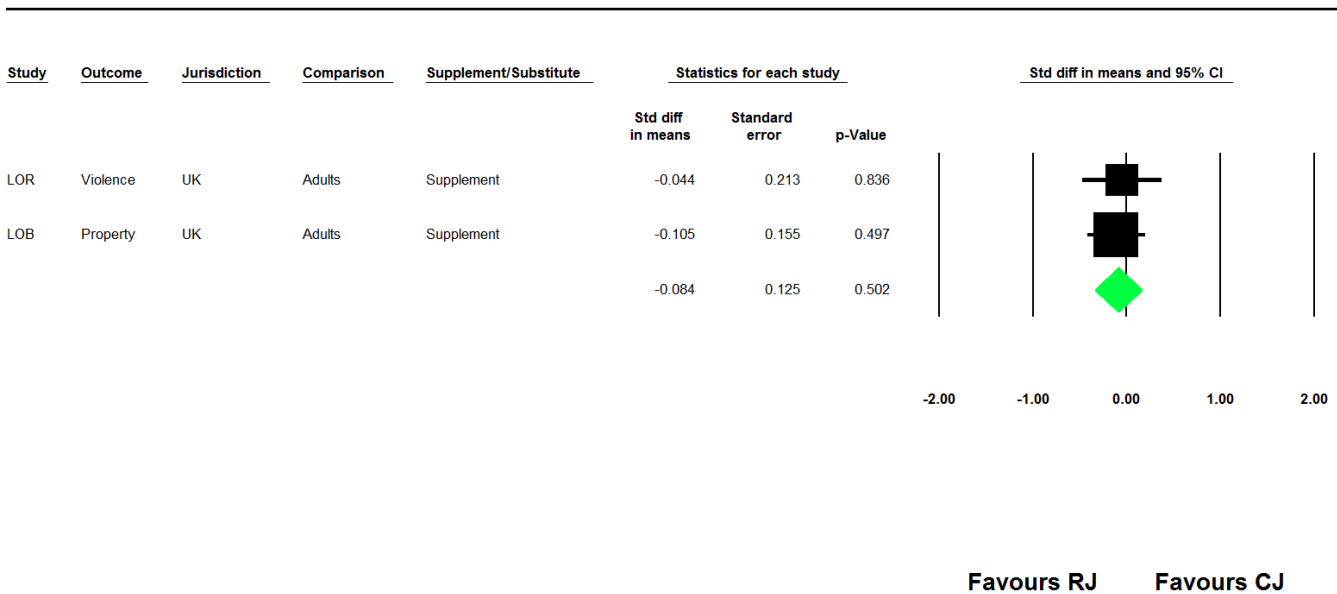 Study Outcome Jurisdiction Comparison Supplement/Substitute Statistics for each study Std diff in means and 95% CI
Std diff in means Standard error p-Value
LOR Violence UK Adults Supplement -0.044 0.213 0.836
LOB Property UK Adults Supplement -0.105 0.155 0.497
-0.084 0.125 0.502
-2.00 -1.00 0.00 1.00 2.00
Favours RJ Favours CJ